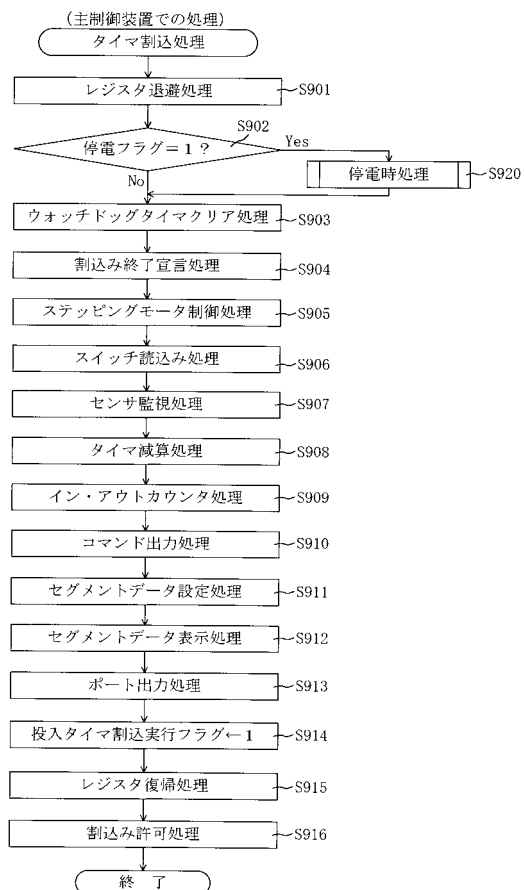 (主制御装置での処理)
タイマ割込処理
レジスタ退避処理 S901
S902
停電フラグ=1?
Yes
停電時処理 S920
No
ウォッチドッグタイマクリア処理 S903
割込み終了宣言処理 S904
ステッピングモータ制御処理 S905
スイッチ読込み処理 S906
センサ監視処理 S907
タイマ減算処理 S908
イン・アウトカウンタ処理 S909
コマンド出力処理 S910
セグメントデータ設定処理 S911
セグメントデータ表示処理 S912
ポート出力処理 S913
投入タイマ割込実行フラグ←1 S914
レジスタ復帰処理 S915
割込み許可処理 S916
終 了